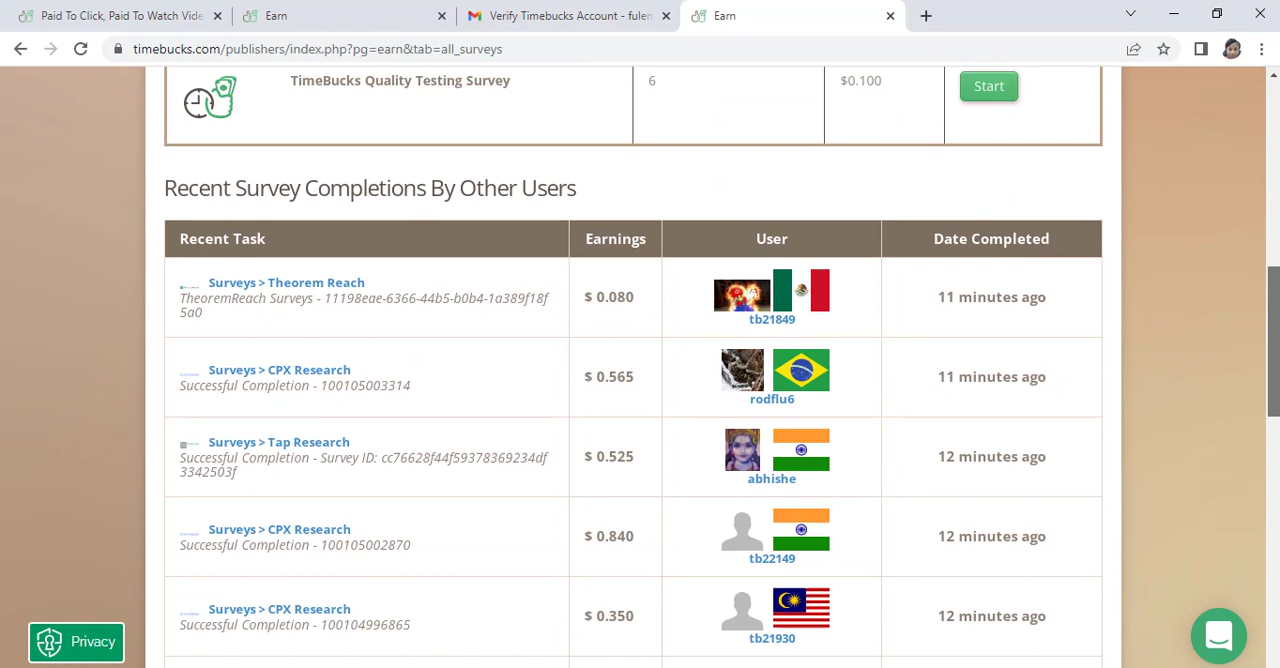 Paid To Click, Paid To Watch Vide
Earn
Verify Timebucks Account - fuler
Earn
timebucks.com/publishers/index.php?pg=earn&tab=all_surveys
TimeBucks Quality Testing Survey
6
$0.100
Start
Recent Survey Completions By Other Users
Recent Task
Earnings
User
Date Completed
Surveys > Theorem Reach
TheoremReach Surveys - 11198eae-6366-44b5-b0b4-1a389f18f
5a0
$ 0.080
tb21849
11 minutes ago
Surveys > CPX Research
Successful Completion - 100105003314
$ 0.565
rodflu6
11 minutes ago
Surveys > Tap Research
Successful Completion - Survey ID: cc76628f44f59378369234df
3342503f
$ 0.525
abhishe
12 minutes ago
Surveys > CPX Research
Successful Completion - 100105002870
$ 0.840
tb22149
12 minutes ago
Surveys > CPX Research
Successful Completion - 100104996865
$ 0.350
tb21930
12 minutes ago
Privacy